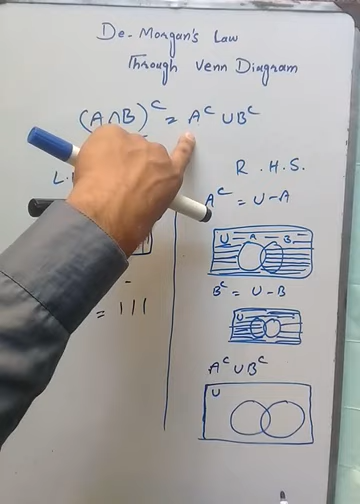 De-Morgan's Law
Through Venn Diagram
(A∩B)ᶜ = Aᶜ ∪ Bᶜ
L.
R.H.S.
Aᶜ = U-A
U A B
Bᶜ = U-B
U
= |||
Aᶜ ∪ Bᶜ
U